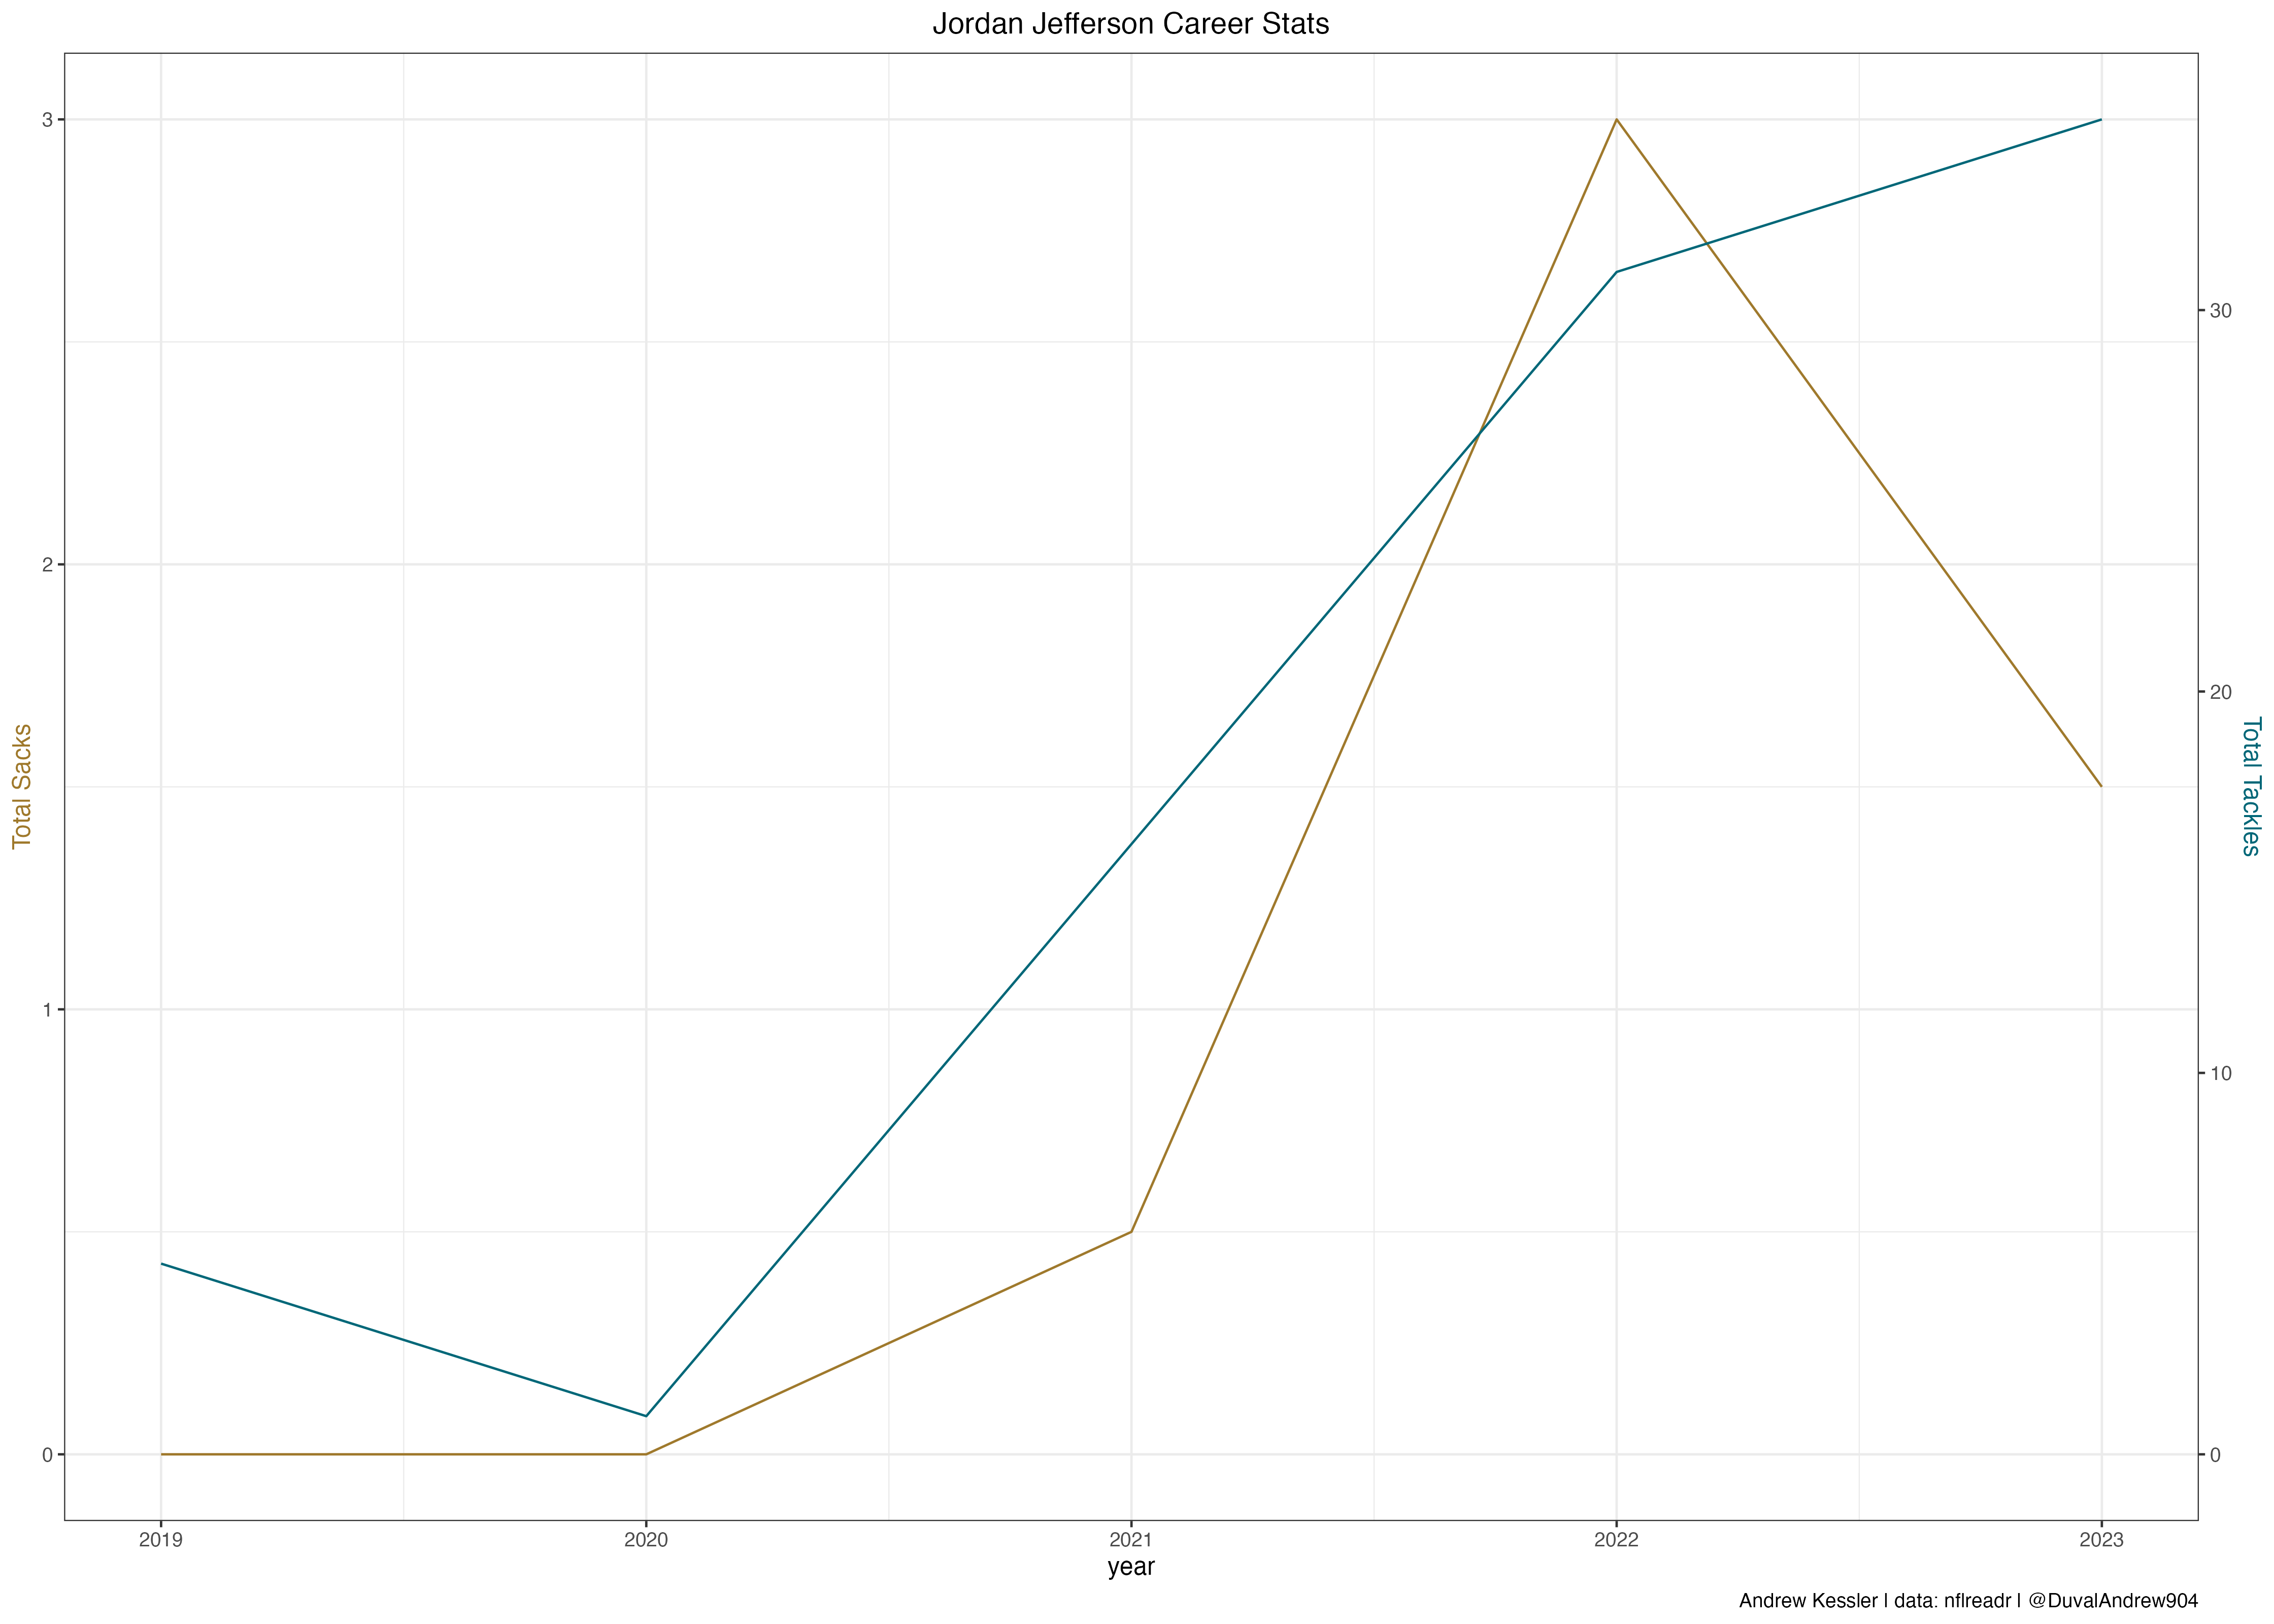 Jordan Jefferson Career Stats
Total Sacks
3
2
1
0
30
20
10
0
Total Tackles
2019 2020 2021 2022 2023
year
Andrew Kessler | data: nflreadr | @DuvalAndrew904